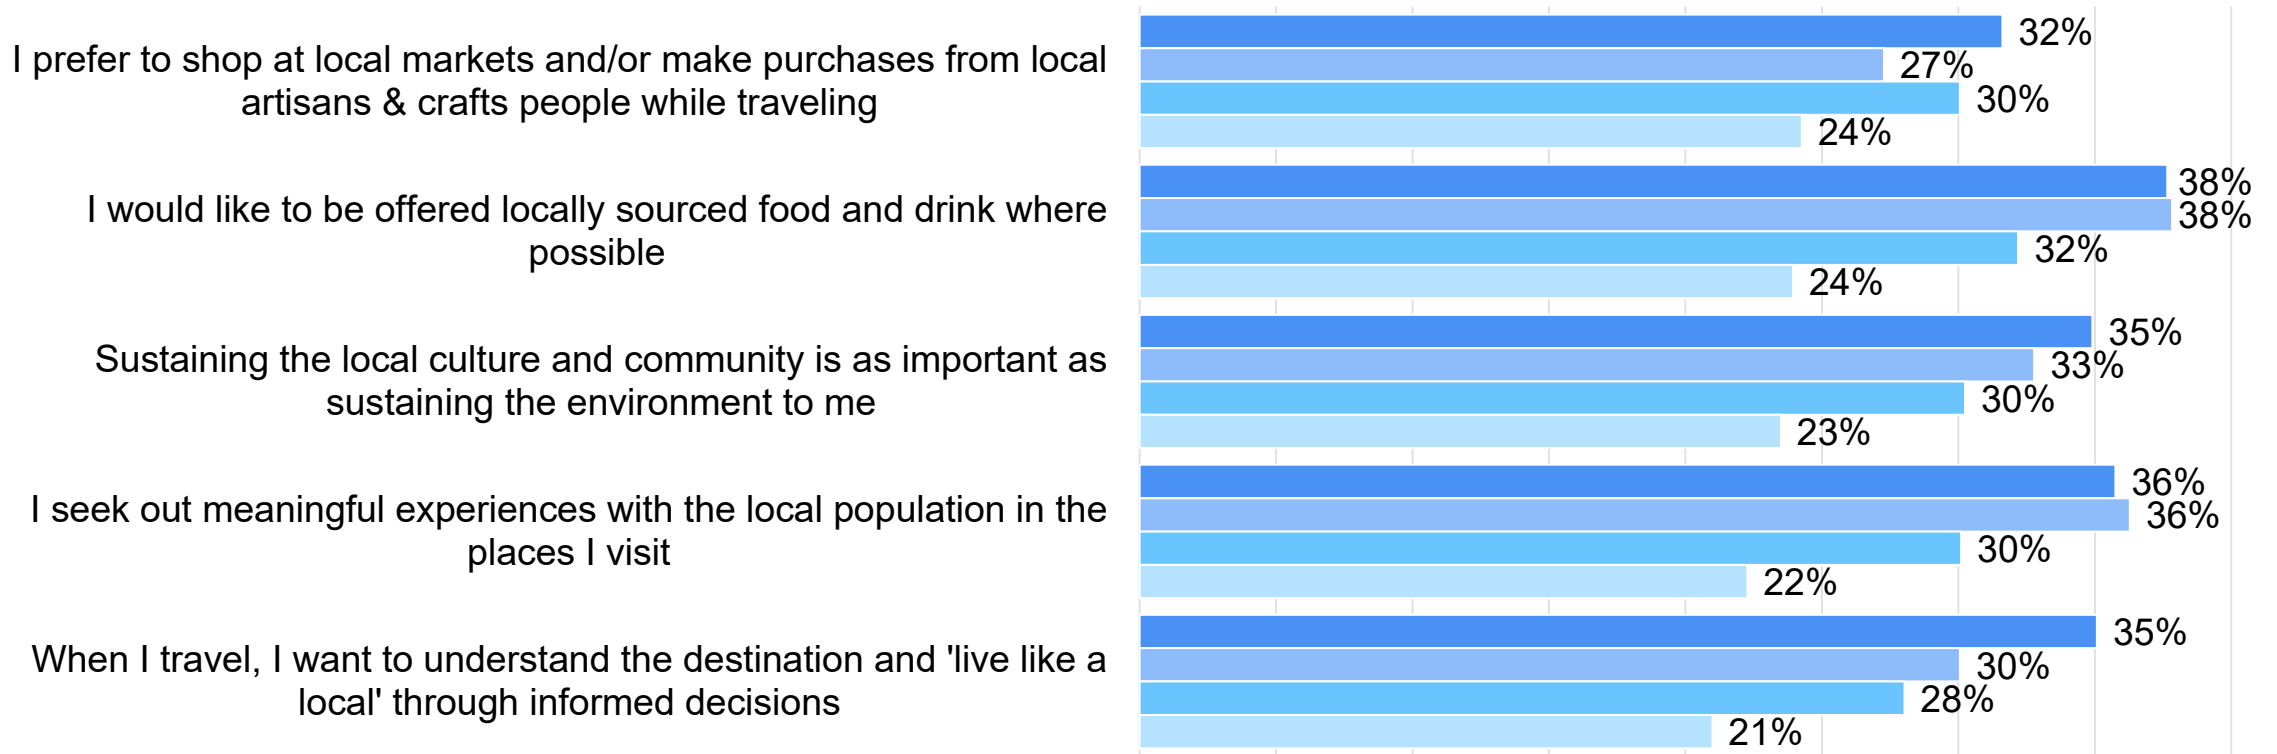 I prefer to shop at local markets and/or make purchases from local
artisans & crafts people while traveling
32%
27%
30%
24%
I would like to be offered locally sourced food and drink where
possible
38%
38%
32%
24%
Sustaining the local culture and community is as important as
sustaining the environment to me
35%
33%
30%
23%
I seek out meaningful experiences with the local population in the
places I visit
36%
36%
30%
22%
When I travel, I want to understand the destination and 'live like a
local' through informed decisions
35%
30%
28%
21%